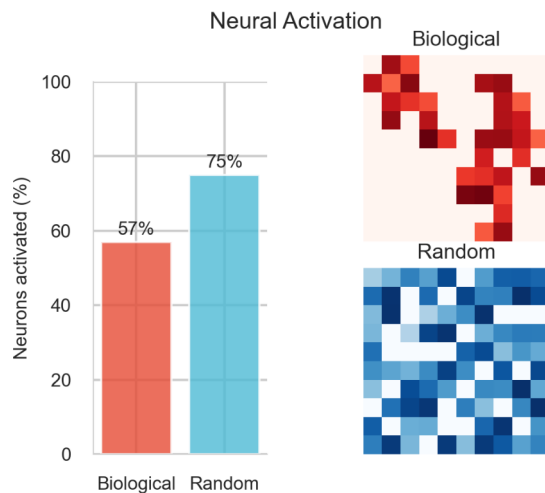 Neural Activation
Neurons activated (%)
100
80
60
40
20
0
57%
75%
Biological
Random
Biological
Random